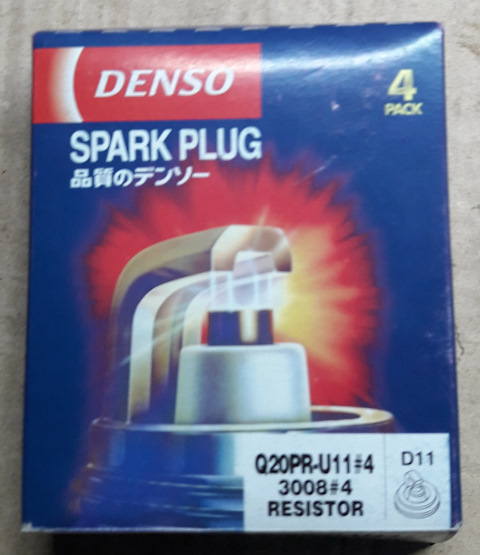 DENSO
4
PACK
SPARK PLUG
品質のデンソー
Q20PR-U11#4
D11
3008#4
RESISTOR